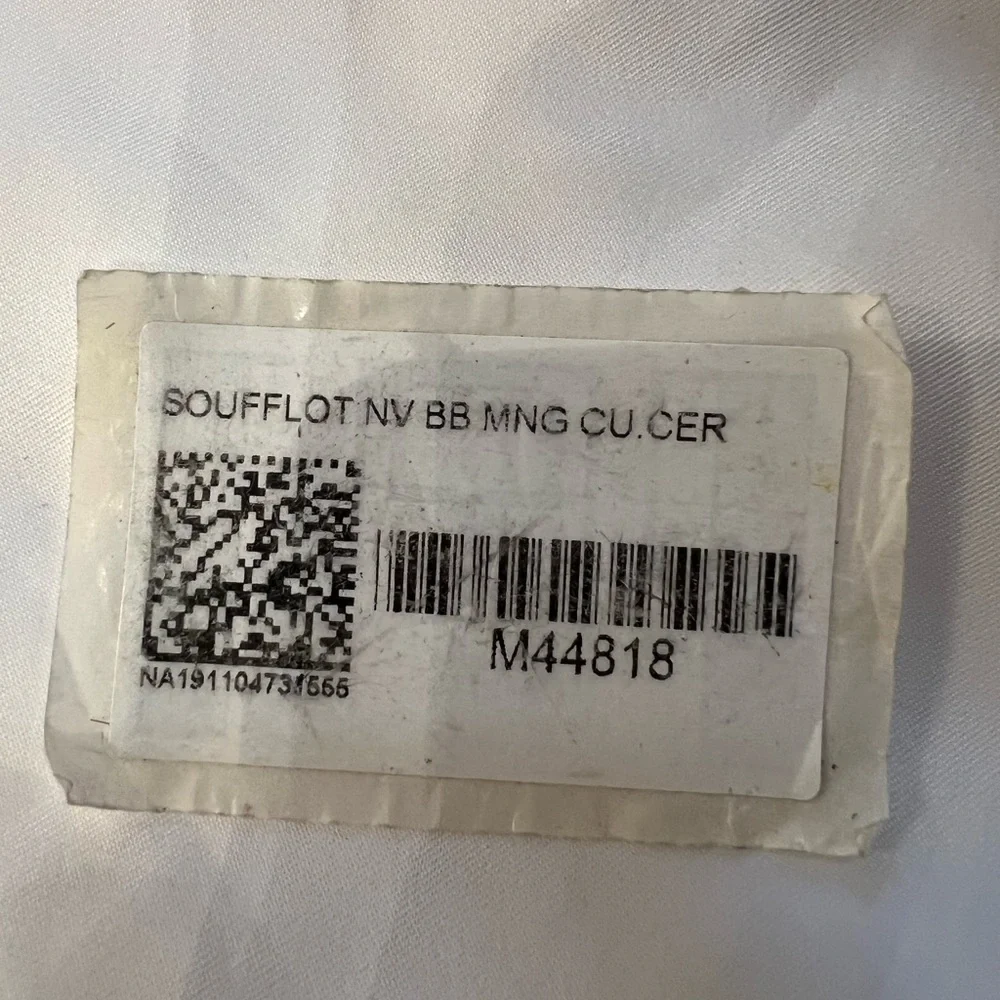 SOUFFLOT NV BB MNG CU.CER
M44818